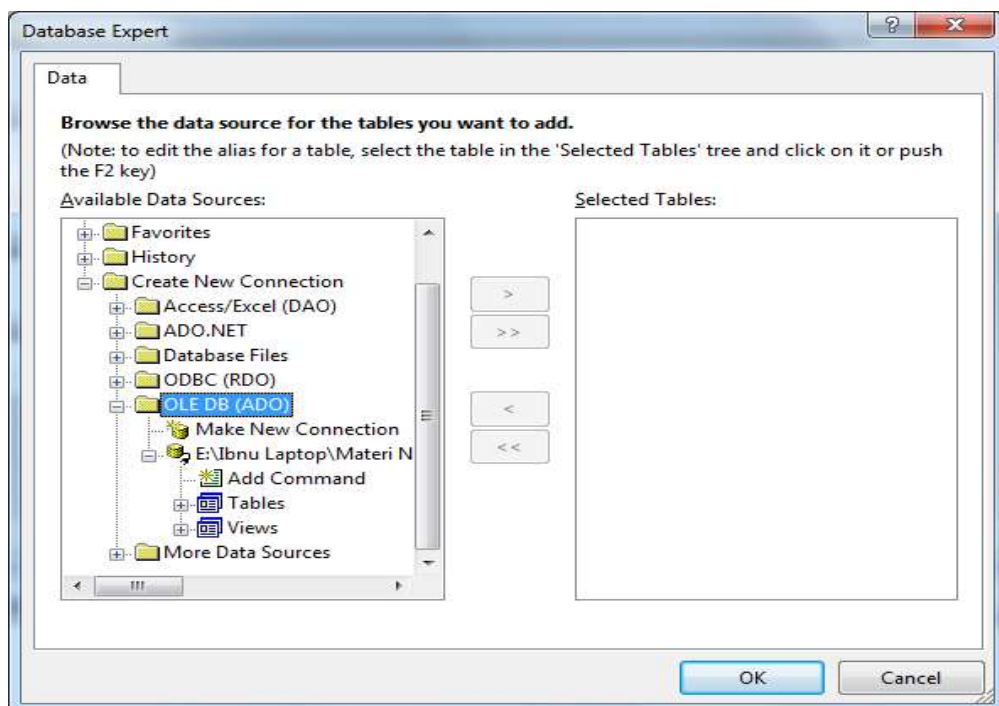 Database Expert
Data
Browse the data source for the tables you want to add.
(Note: to edit the alias for a table, select the table in the 'Selected Tables' tree and click on it or push
the F2 key)
Available Data Sources:
Selected Tables:
Favorites
History
Create New Connection
Access/Excel (DAO)
ADO.NET
Database Files
ODBC (RDO)
OLE DB (ADO)
Make New Connection
E:\Ibnu Laptop\Materi N
Add Command
Tables
Views
More Data Sources
>
>>
<
<<
OK
Cancel